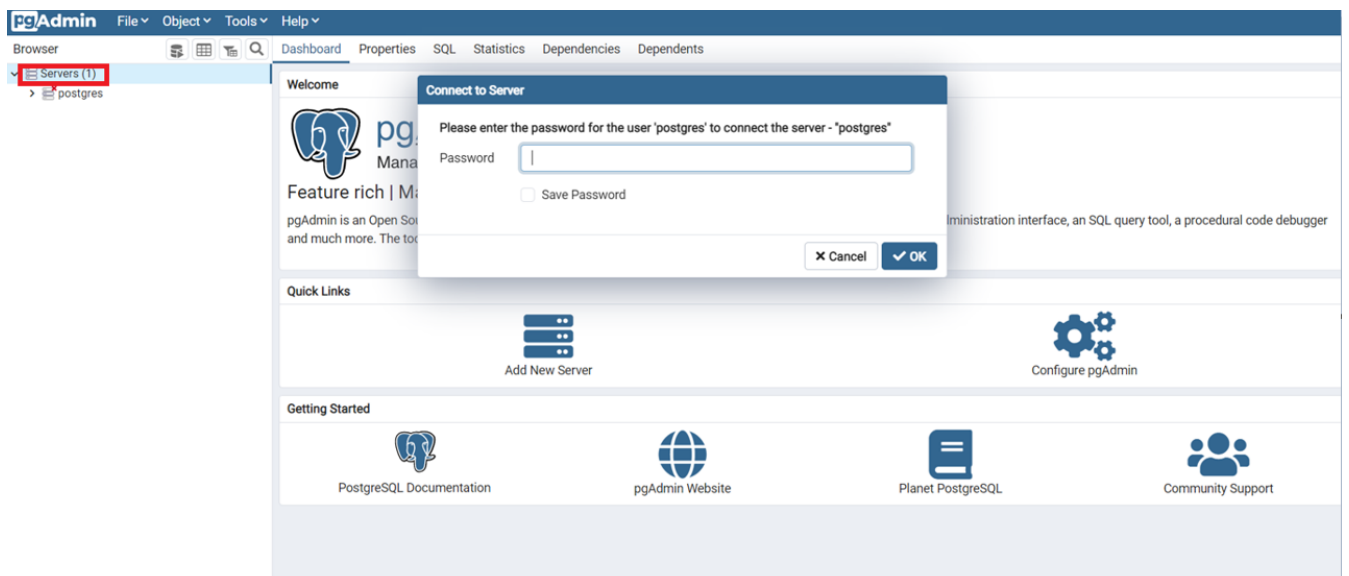 pgAdmin File Object Tools Help
Browser Dashboard Properties SQL Statistics Dependencies Dependents
Servers (1)
postgres
Welcome
Connect to Server
Please enter the password for the user 'postgres' to connect the server - "postgres"
Password
Save Password
Cancel OK
pg
Mana
Feature rich | Ma
pgAdmin is an Open Sou ministration interface, an SQL query tool, a procedural code debugger
and much more. The too
Quick Links
Add New Server Configure pgAdmin
Getting Started
PostgreSQL Documentation pgAdmin Website Planet PostgreSQL Community Support